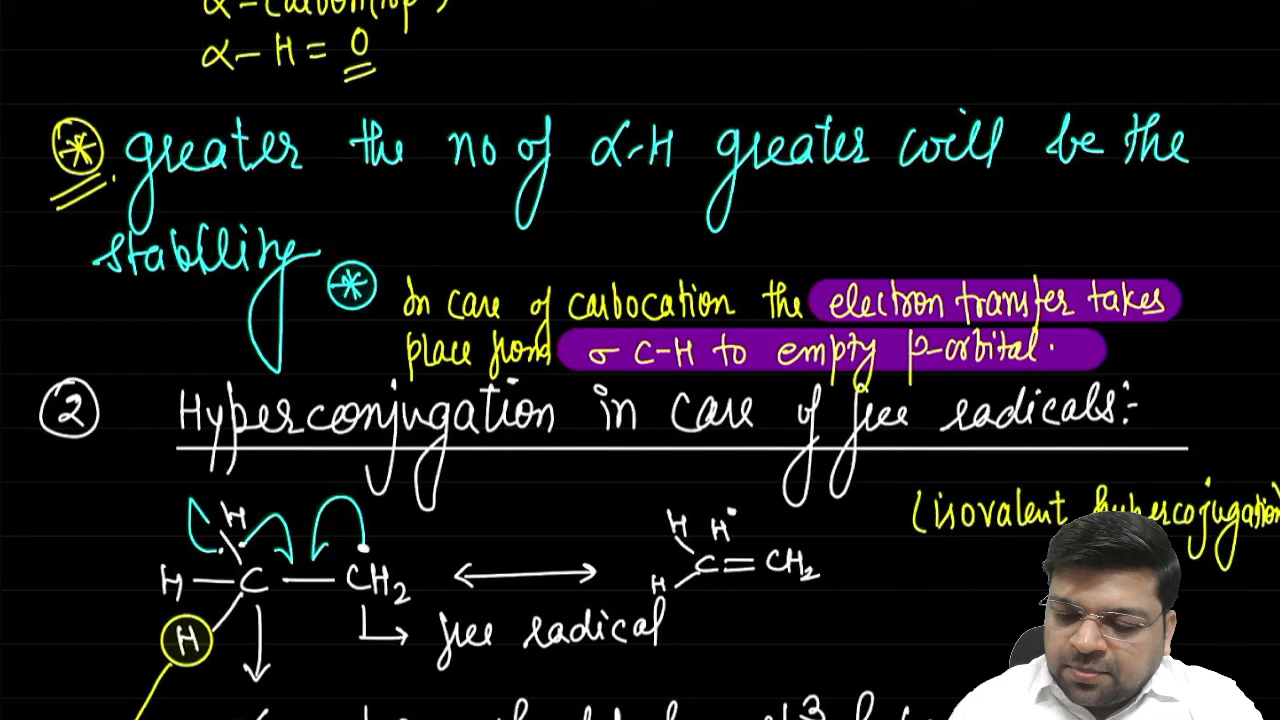 α-H = 0
* greater the no of α-H greater will be the
stability
* In case of carbocation the electron transfer takes
place from σ C-H to empty p-orbital.
② Hyperconjugation in case of free radicals:-
(isovalent hyperconjugation)
H H H•
H — C — CH₂ ⟷ C = CH₂
H
H
↳ free radical